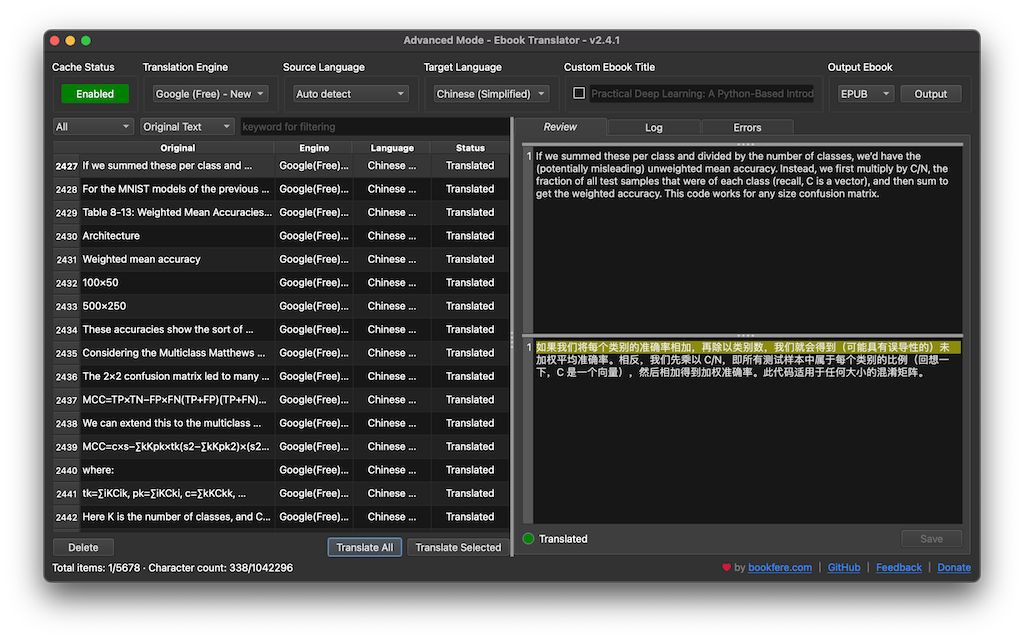 Advanced Mode - Ebook Translator - v2.4.1
Cache Status
Translation Engine
Source Language
Target Language
Custom Ebook Title
Output Ebook
Enabled
Google (Free) - New
Auto detect
Chinese (Simplified)
Practical Deep Learning: A Python-Based Introd
EPUB
Output
All
Original Text
keyword for filtering
Original Engine Language Status
2427 If we summed these per class and ... Google(Free)... Chinese ... Translated
2428 For the MNIST models of the previous ... Google(Free)... Chinese ... Translated
2429 Table 8-13: Weighted Mean Accuracies... Google(Free)... Chinese ... Translated
2430 Architecture Google(Free)... Chinese ... Translated
2431 Weighted mean accuracy Google(Free)... Chinese ... Translated
2432 100×50 Google(Free)... Chinese ... Translated
2433 500×250 Google(Free)... Chinese ... Translated
2434 These accuracies show the sort of ... Google(Free)... Chinese ... Translated
2435 Considering the Multiclass Matthews ... Google(Free)... Chinese ... Translated
2436 The 2×2 confusion matrix led to many ... Google(Free)... Chinese ... Translated
2437 MCC=TP×TN−FP×FN(TP+FP)(TP+FN)... Google(Free)... Chinese ... Translated
2438 We can extend this to the multiclass ... Google(Free)... Chinese ... Translated
2439 MCC=c×s−∑kKpk×tk(s2−∑kKpk2)×(s2... Google(Free)... Chinese ... Translated
2440 where: Google(Free)... Chinese ... Translated
2441 tk=∑iKCik, pk=∑iKCki, c=∑kKCkk, ... Google(Free)... Chinese ... Translated
2442 Here K is the number of classes, and C... Google(Free)... Chinese ... Translated
Delete
Translate All
Translate Selected
Review
Log
Errors
1 If we summed these per class and divided by the number of classes, we'd have the
(potentially misleading) unweighted mean accuracy. Instead, we first multiply by C/N, the
fraction of all test samples that were of each class (recall, C is a vector), and then sum to
get the weighted accuracy. This code works for any size confusion matrix.
1 如果我们将每个类别的准确率相加，再除以类别数，我们就会得到（可能具有误导性的）未
加权平均准确率。相反，我们先乘以 C/N，即所有测试样本中属于每个类别的比例（回想一
下，C 是一个向量），然后相加得到加权准确率。此代码适用于任何大小的混淆矩阵。
Translated
Save
Total items: 1/5678 · Character count: 338/1042296
by bookfere.com | GitHub | Feedback | Donate